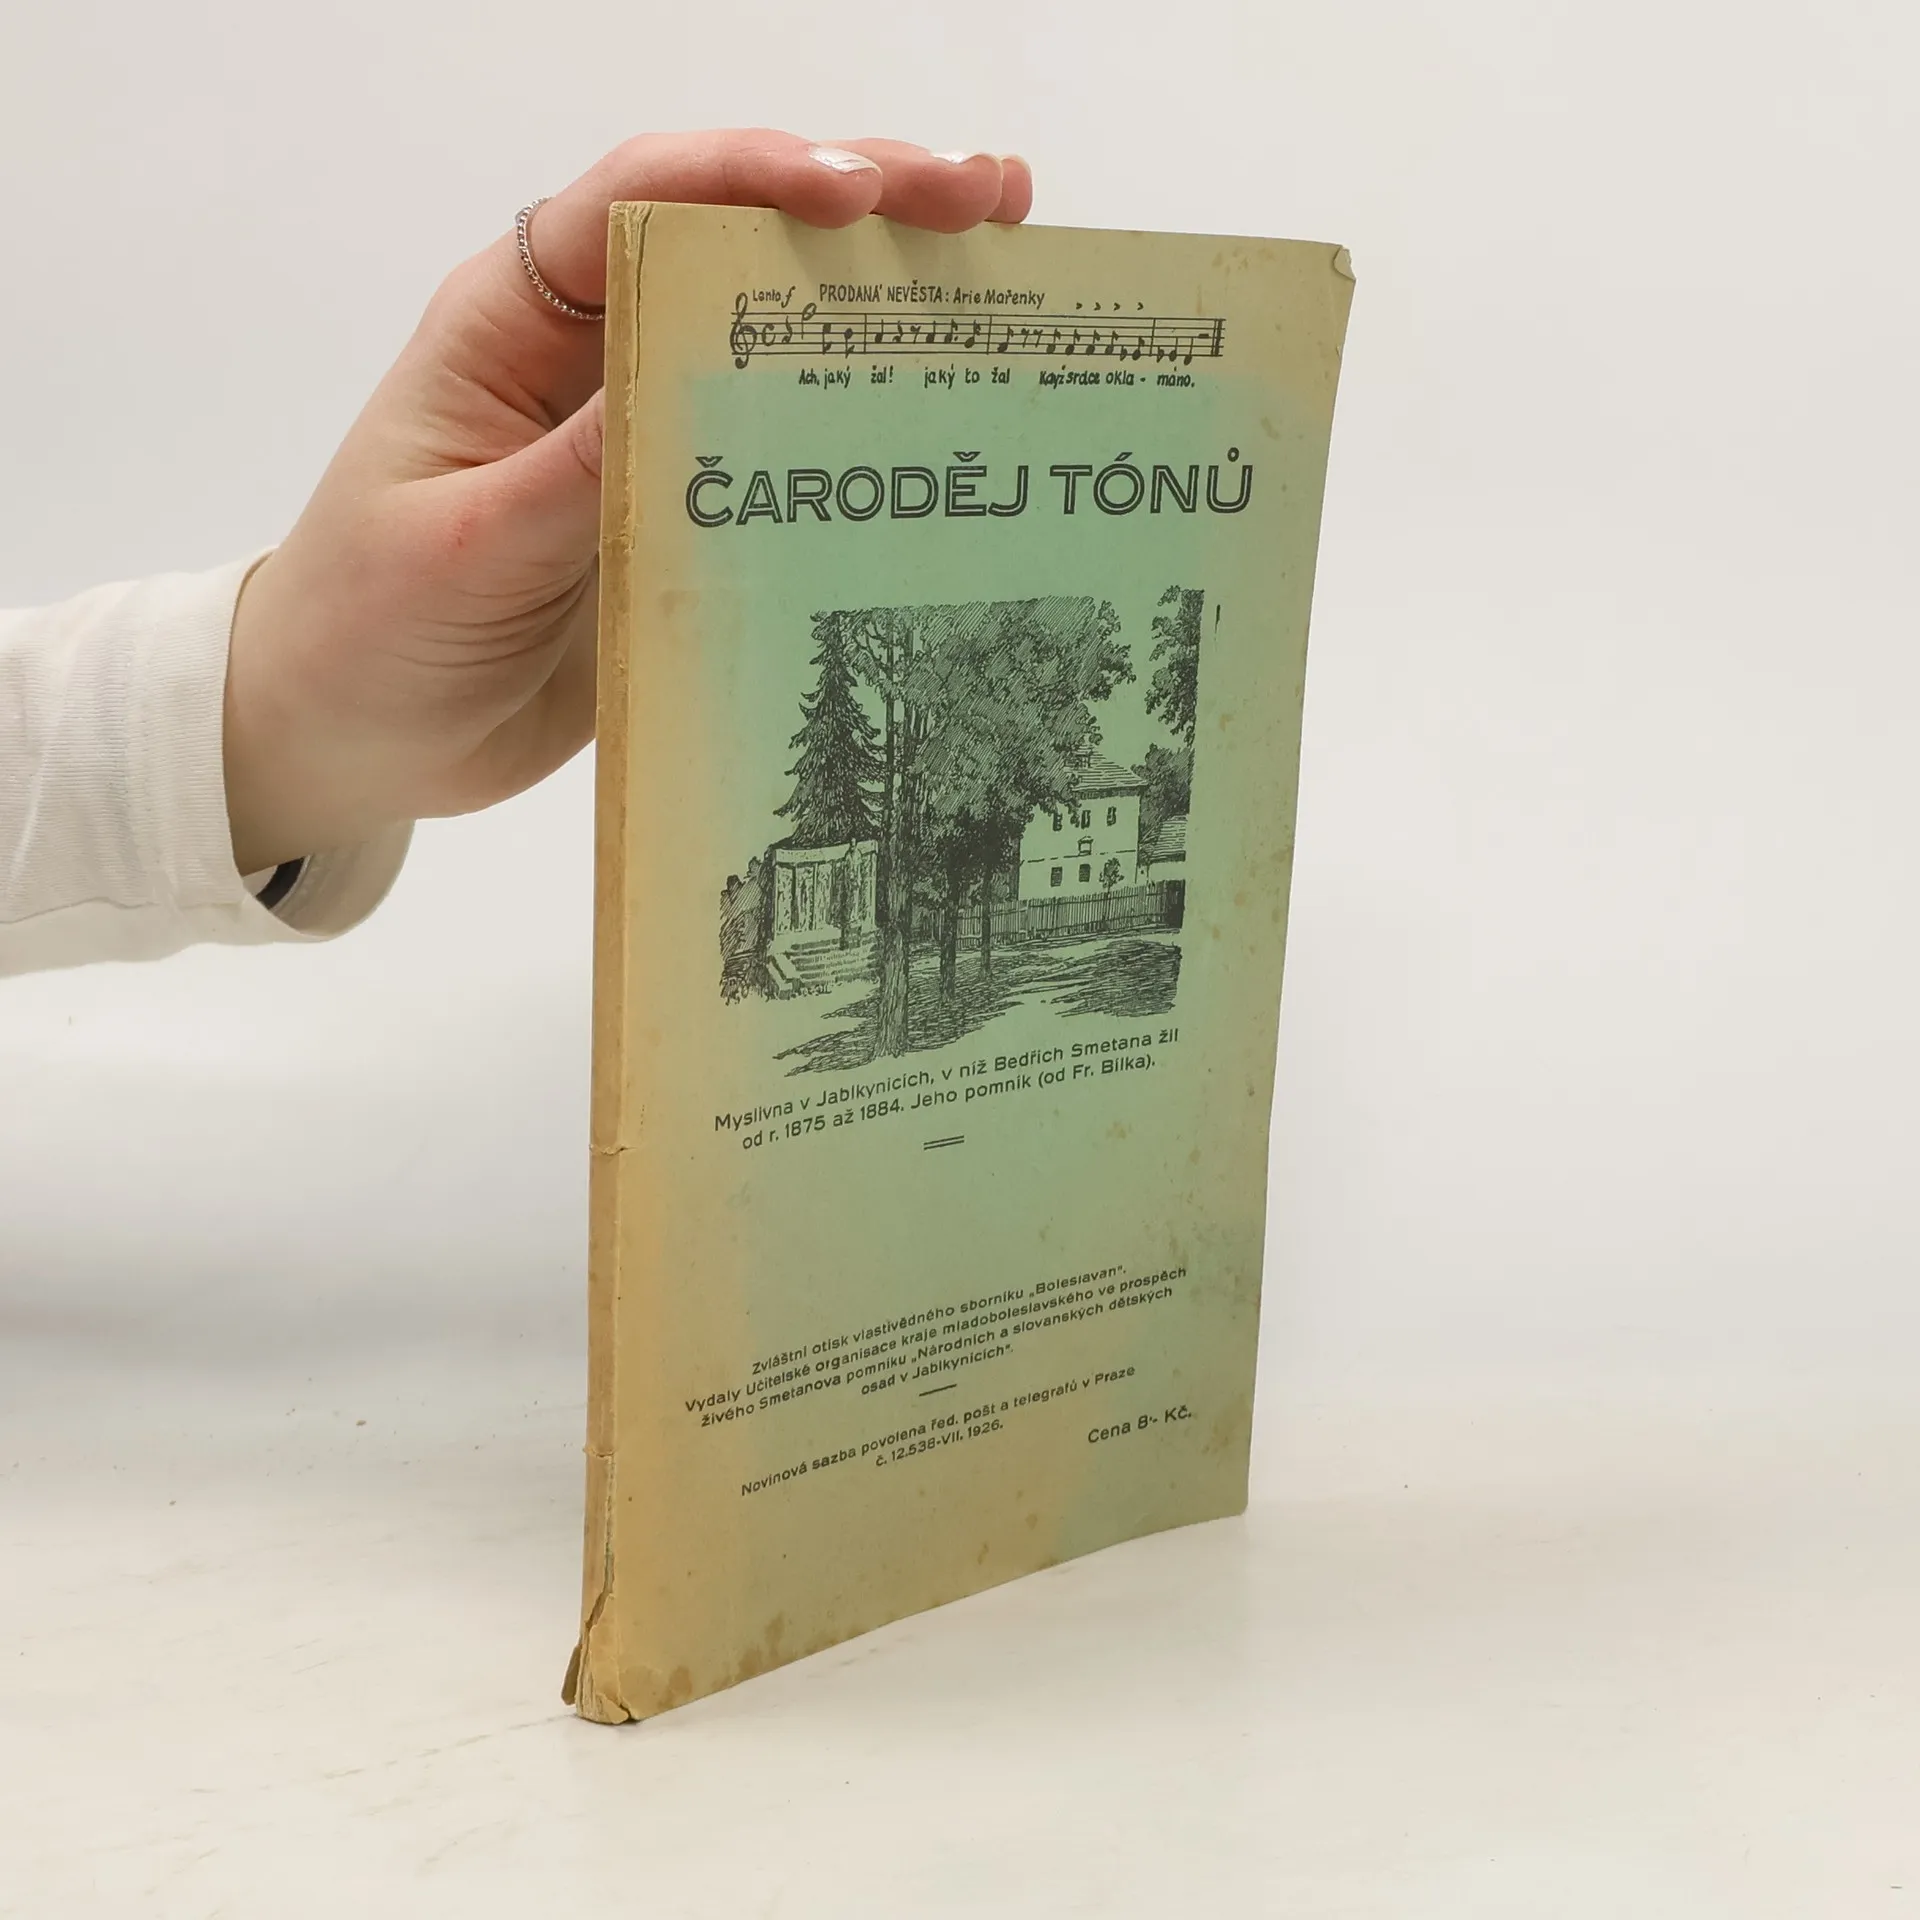 Lento f PRODANÁ NEVĚSTA: Arie Mařenky
Ach, jaký žal! jaký to žal Když srdce okla - máno.
ČARODĚJ TÓNŮ
Myslivna v Jabkynicích, v níž Bedřich Smetana žil
od r. 1875 až 1884. Jeho pomník (od Fr. Bílka).
Zvláštní otisk vlastivědného sborníku „Boleslavan".
Vydaly Učitelské organisace kraje mladoboleslavského ve prospěch
živého Smetanova pomníku „Národních a slovanských dětských
osad v Jabkynicích".
Novinová sazba povolena řed. pošt a telegrafů v Praze
č. 12.538-VII. 1926.
Cena 8·- Kč.